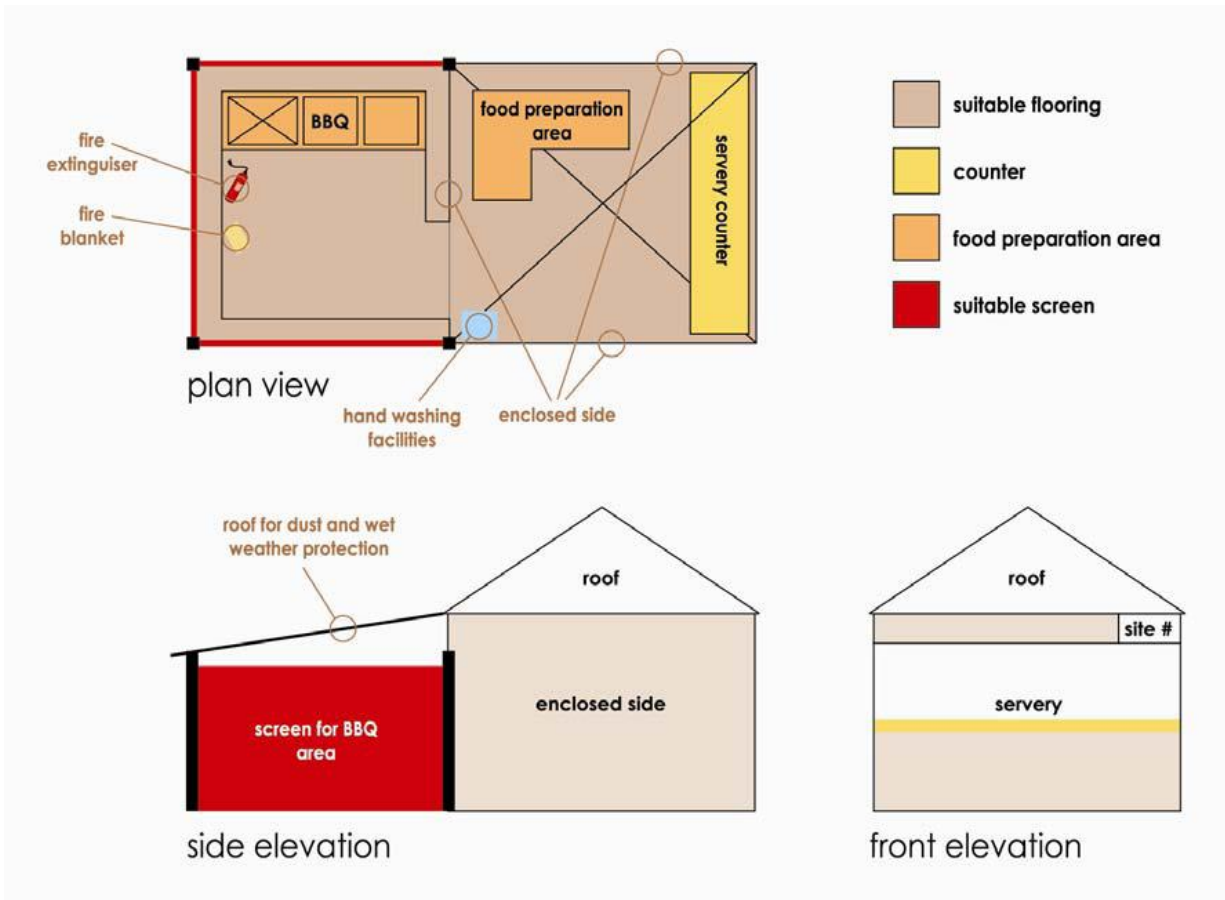 BBQ
food preparation
area
servery counter
fire
extinguiser
fire
blanket
plan view
hand washing
facilities
enclosed side
suitable flooring
counter
food preparation area
suitable screen
roof for dust and wet
weather protection
roof
screen for BBQ
area
enclosed side
side elevation
roof
site #
servery
front elevation